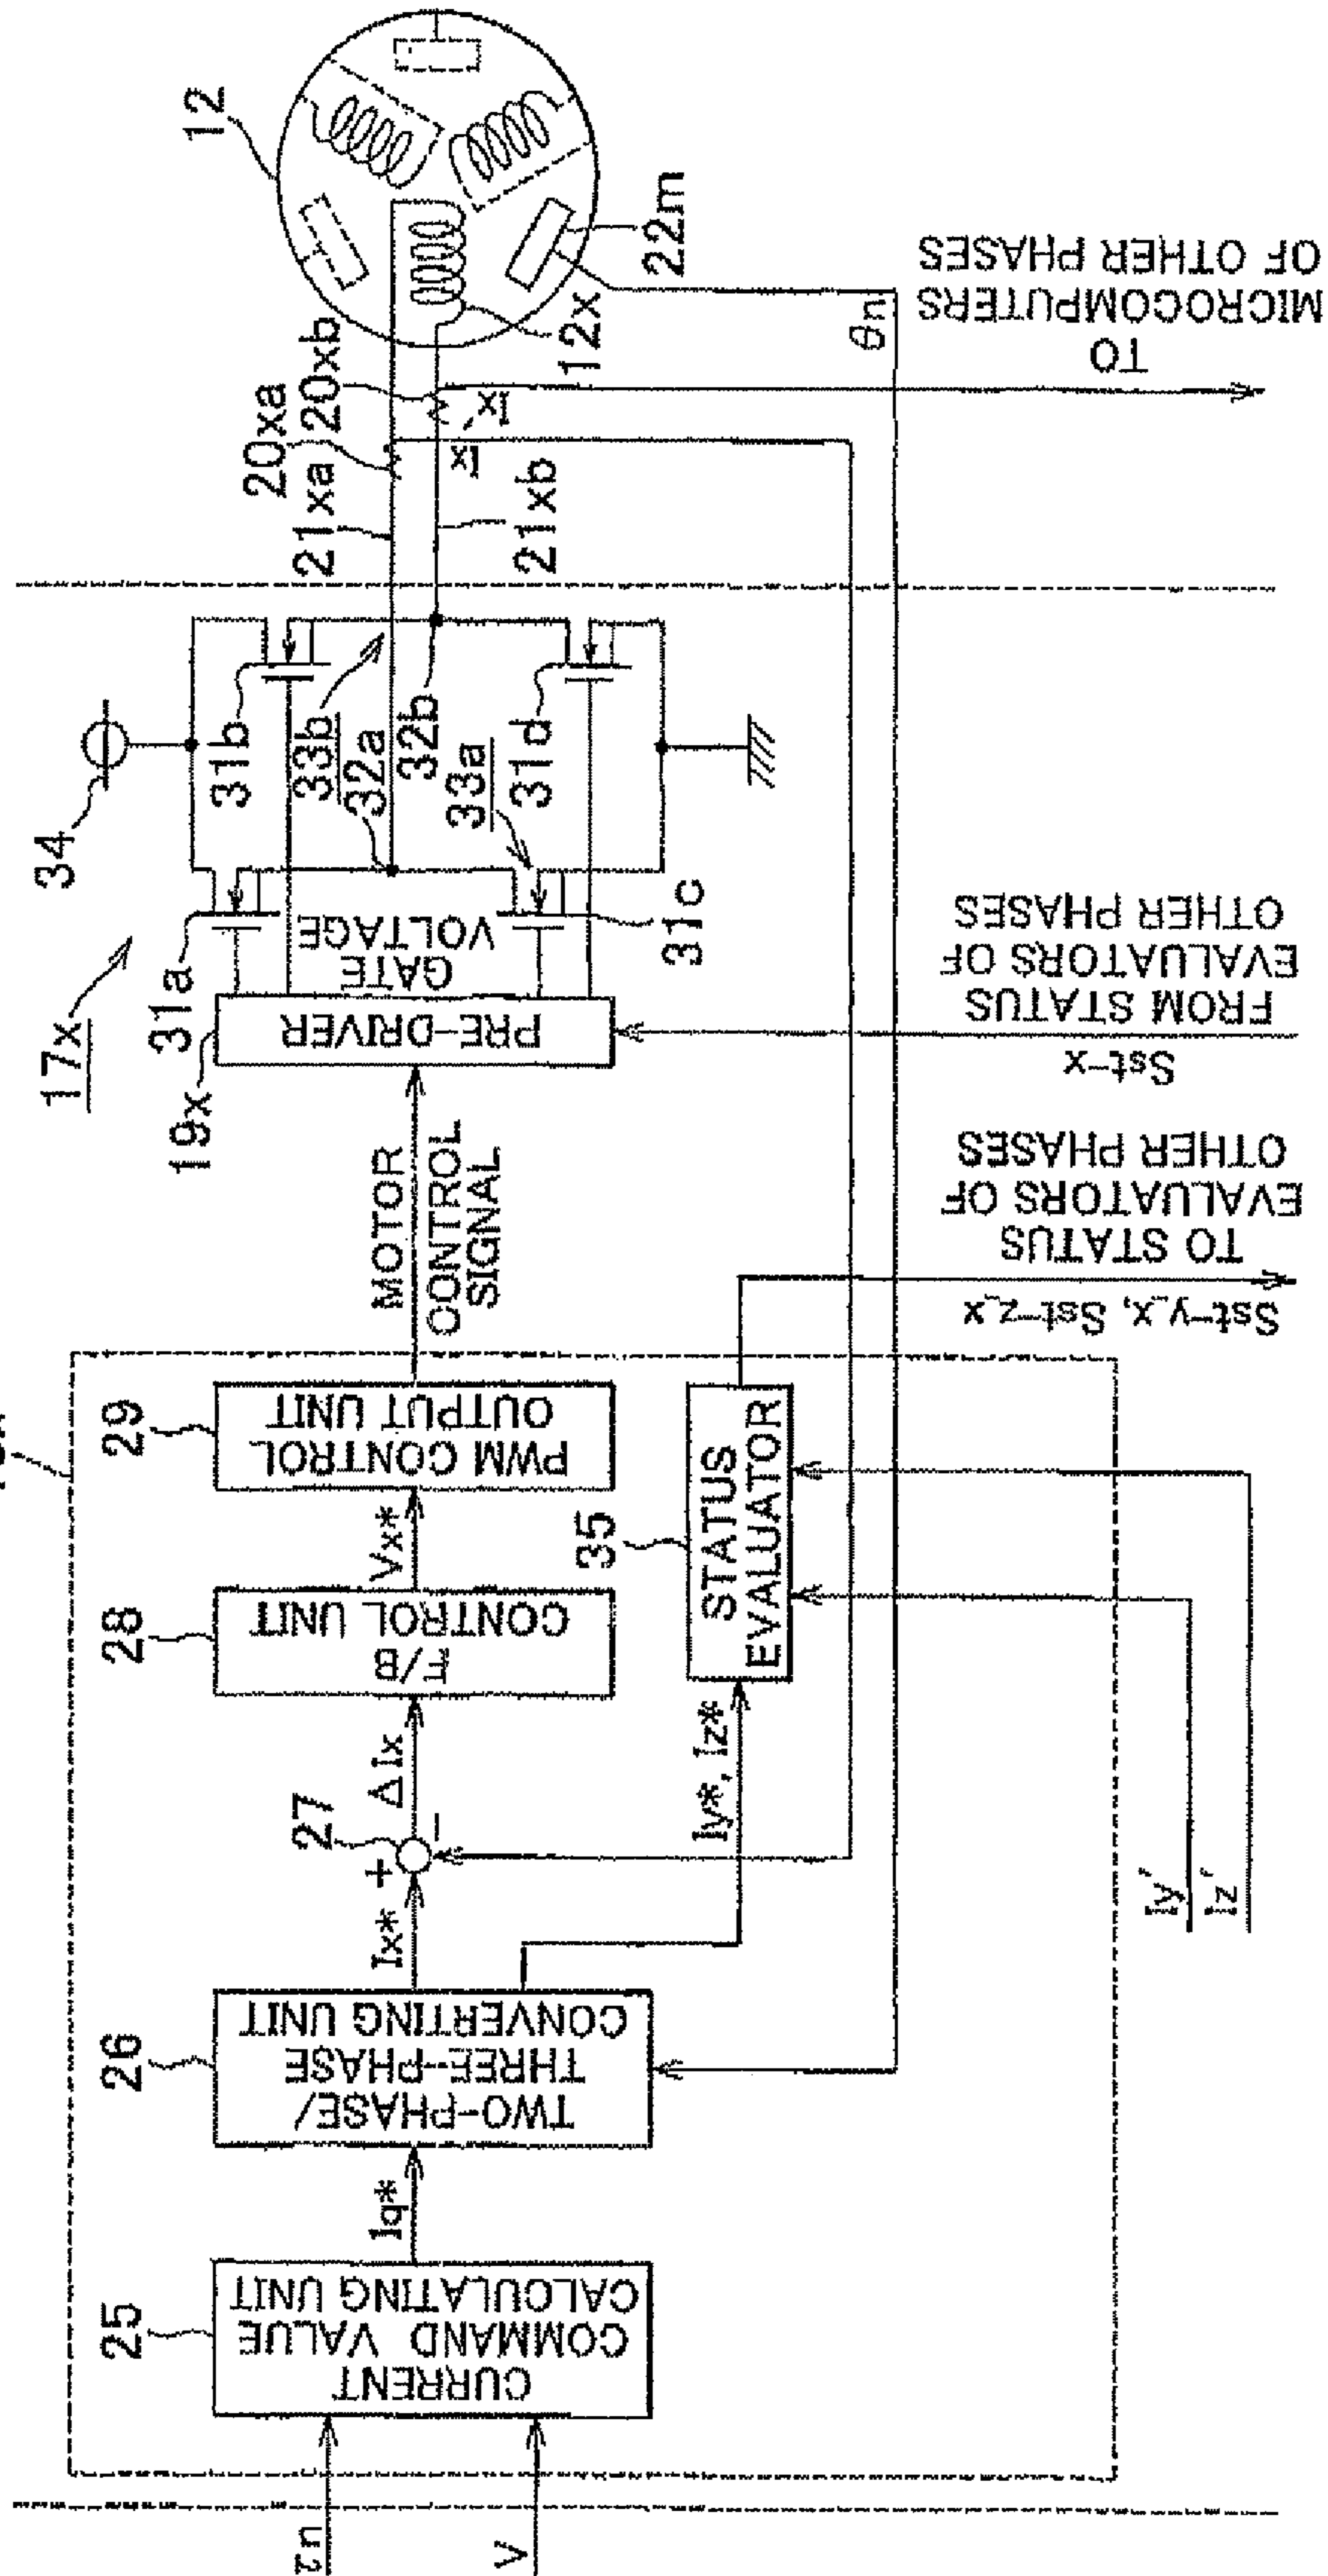 τn
V
25
CURRENT
COMMAND VALUE
CALCULATING UNIT
Iq*
26
TWO-PHASE/
THREE-PHASE
CONVERTING UNIT
Ix*
+
-
27
ΔIx
28
F/B
CONTROL UNIT
Vx*
29
PWM CONTROL
OUTPUT UNIT
MOTOR
CONTROL
SIGNAL
Iy*, Iz*
35
STATUS
EVALUATOR
Iy'
Iz'
Sst-y_x, Sst-z_x
TO STATUS
EVALUATORS OF
OTHER PHASES
17x
19x
PRE-DRIVER
GATE
VOLTAGE
Sst-x
FROM STATUS
EVALUATORS OF
OTHER PHASES
34
31a
31b
33b
32a
32b
33a
31c
31d
21xa
21xb
20xa
20xb
Ix
Ix'
12
12x
22m
θn
TO
MICROCOMPUTERS
OF OTHER PHASES